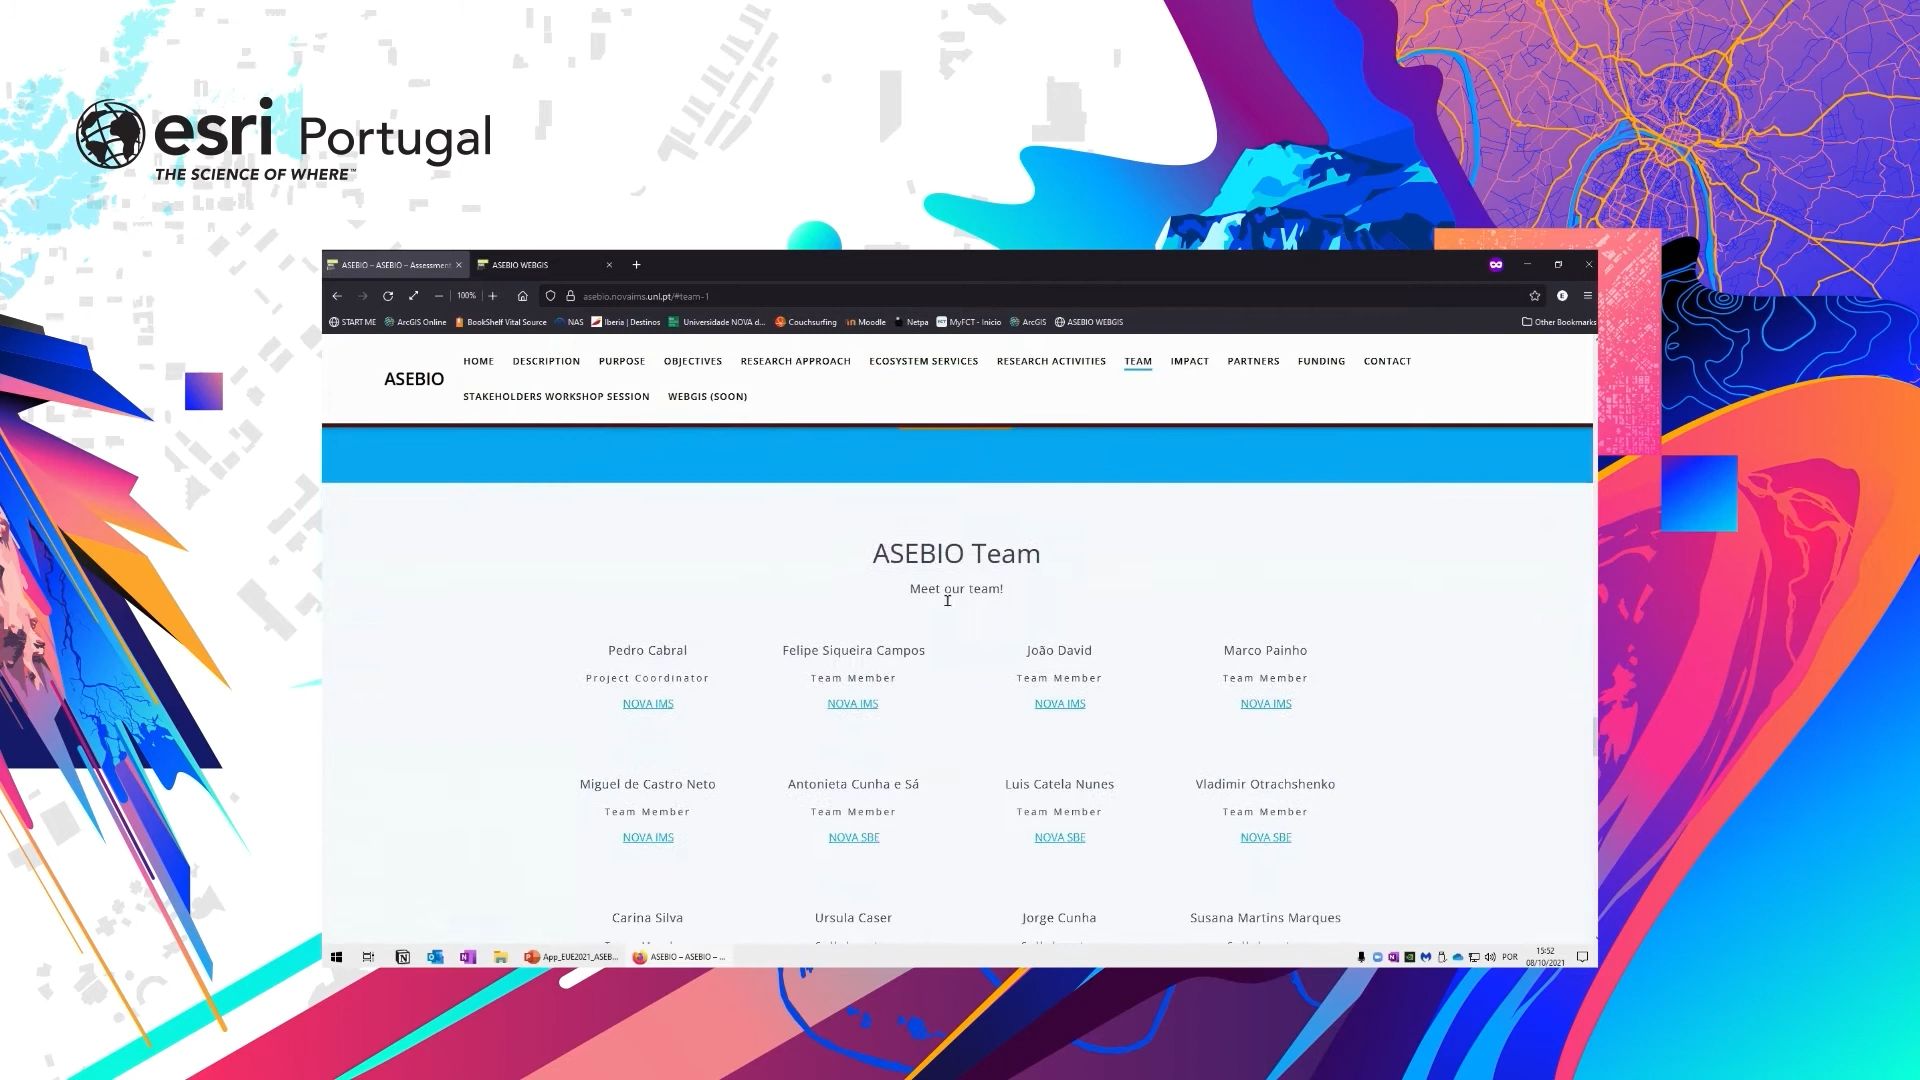 esri Portugal
THE SCIENCE OF WHERE™
ASEBIO – ASEBIO – Assessment
ASEBIO WEBGIS
100%
asebio.novaims.unl.pt/#team-1
START ME ArcGIS Online BookShelf Vital Source NAS Iberia | Destinos Universidade NOVA d... Couchsurfing Moodle Netpa MyFCT - Inicio ArcGIS ASEBIO WEBGIS Other Bookmarks
HOME DESCRIPTION PURPOSE OBJECTIVES RESEARCH APPROACH ECOSYSTEM SERVICES RESEARCH ACTIVITIES TEAM IMPACT PARTNERS FUNDING CONTACT
ASEBIO
STAKEHOLDERS WORKSHOP SESSION WEBGIS (SOON)
ASEBIO Team
Meet our team!
Pedro Cabral Felipe Siqueira Campos João David Marco Painho
Project Coordinator Team Member Team Member Team Member
NOVA IMS NOVA IMS NOVA IMS NOVA IMS
Miguel de Castro Neto Antonieta Cunha e Sá Luis Catela Nunes Vladimir Otrachshenko
Team Member Team Member Team Member Team Member
NOVA IMS NOVA SBE NOVA SBE NOVA SBE
Carina Silva Ursula Caser Jorge Cunha Susana Martins Marques
App_EUE2021_ASEB... ASEBIO – ASEBIO – ... POR 15:52
08/10/2021